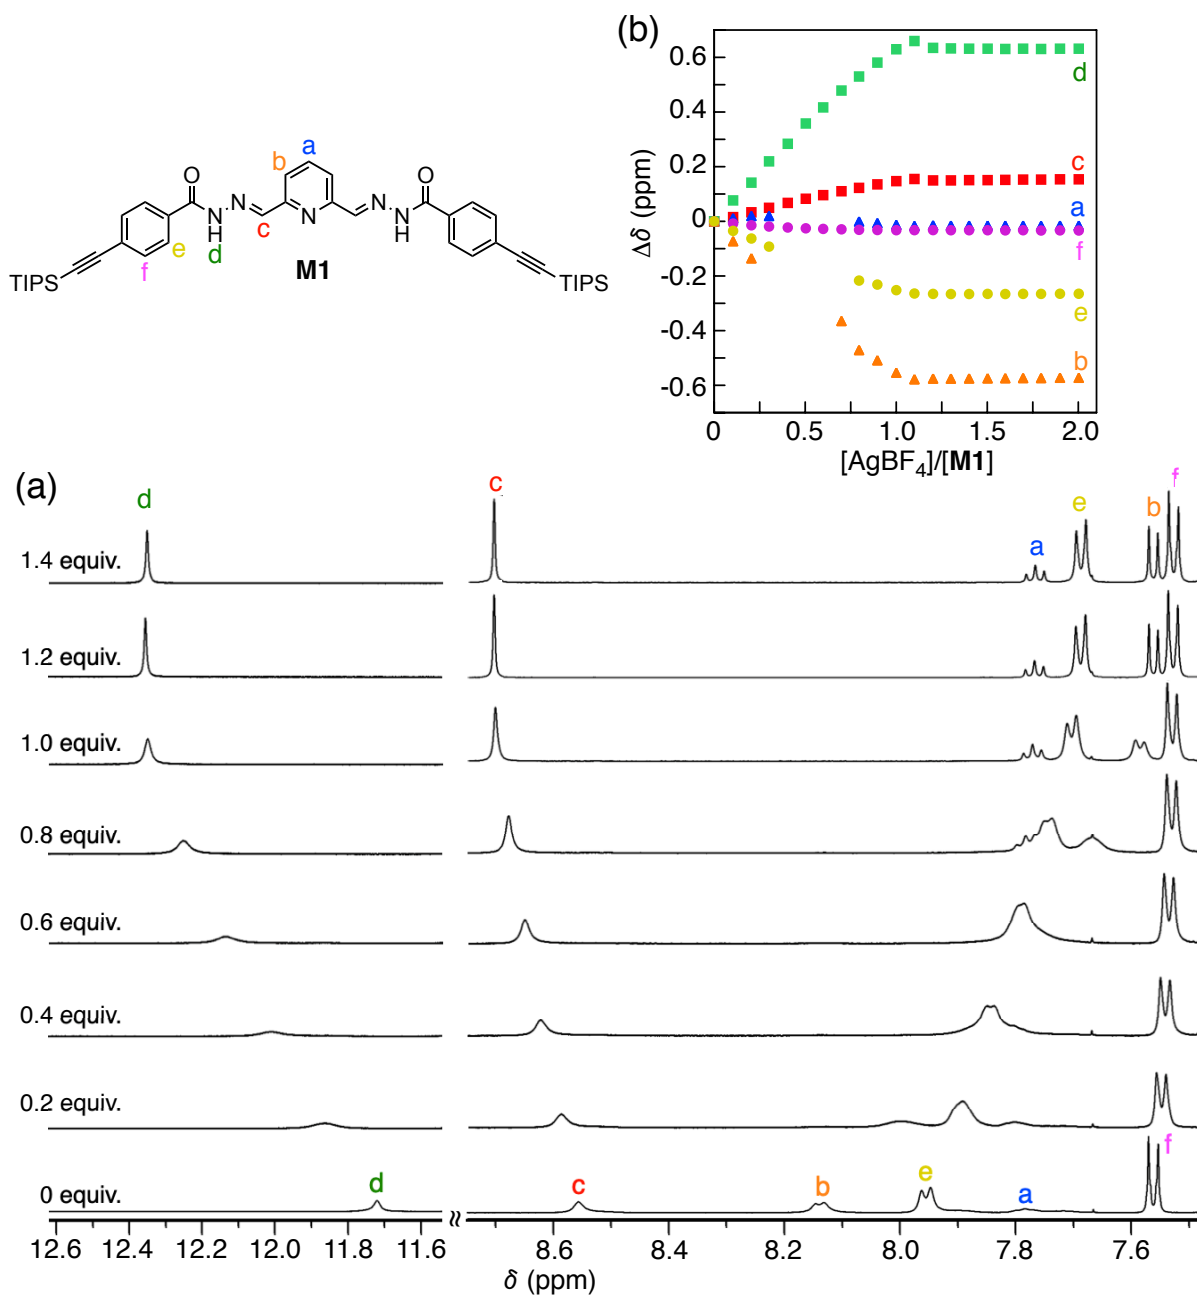 (b)
0.6
0.4
0.2
0
-0.2
-0.4
-0.6
Δδ (ppm)
d
c
a
f
e
b
0 0.5 1.0 1.5 2.0
[AgBF4]/[M1]
a
b
O
N
N
H
d
c
N
N
N
H
O
e
f
TIPS
M1
TIPS
(a)
d c a e b f
1.4 equiv.
1.2 equiv.
1.0 equiv.
0.8 equiv.
0.6 equiv.
0.4 equiv.
0.2 equiv.
0 equiv.
d c b e a f
12.6 12.4 12.2 12.0 11.8 11.6 8.6 8.4 8.2 8.0 7.8 7.6
δ (ppm)